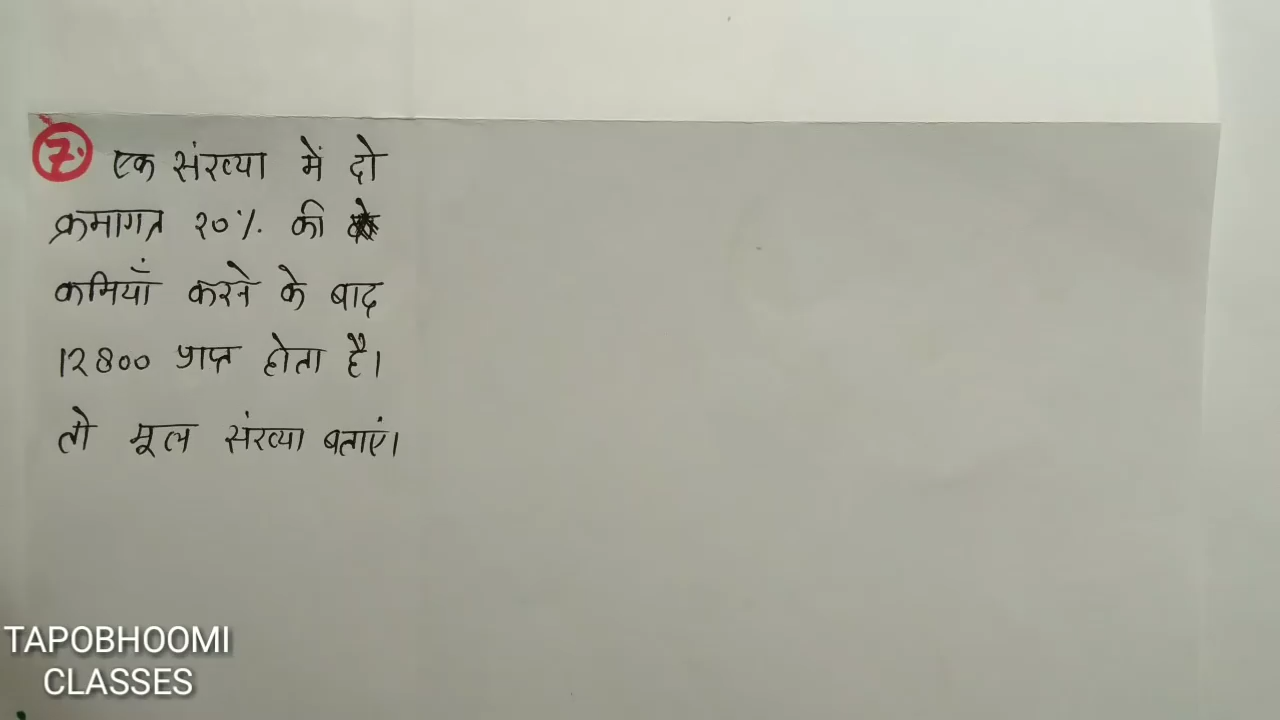 7. एक संख्या में दो
क्रमागत 20% की
कमियाँ करने के बाद
12800 प्राप्त होता है।
तो मूल संख्या बताएं।
TAPOBHOOMI
CLASSES